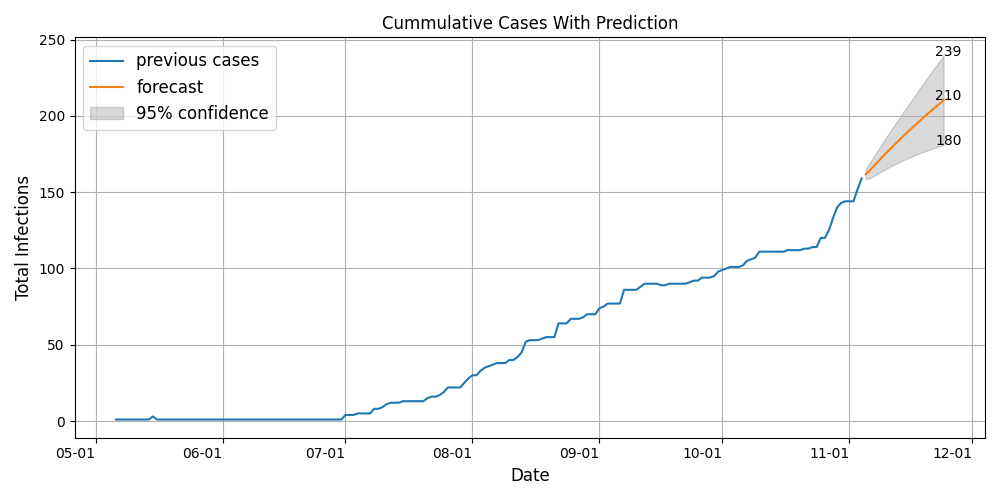 Cummulative Cases With Prediction
250
200
150
100
50
0
Total Infections
previous cases
forecast
95% confidence
239
210
180
05-01
06-01
07-01
08-01
09-01
10-01
11-01
12-01
Date